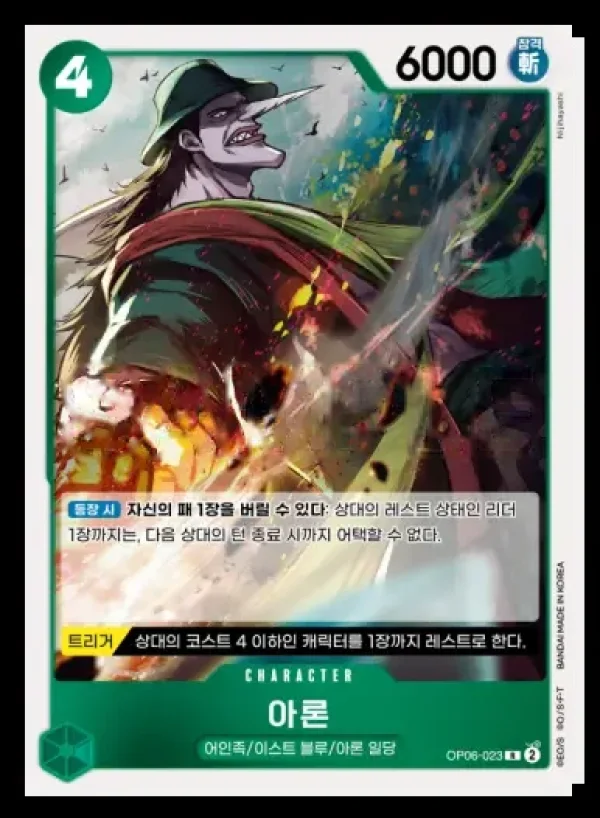 4
6000
참격
斬
Nijihayashi
등장 시 자신의 패 1장을 버릴 수 있다: 상대의 레스트 상태인 리더
1장까지는, 다음 상대의 턴 종료 시까지 어택할 수 없다.
트리거 상대의 코스트 4 이하인 캐릭터를 1장까지 레스트로 한다.
CHARACTER
아론
어인족/이스트 블루/아론 일당
OP06-023 R 2
©EO/S ©O/S·F·T BANDAI MADE IN KOREA